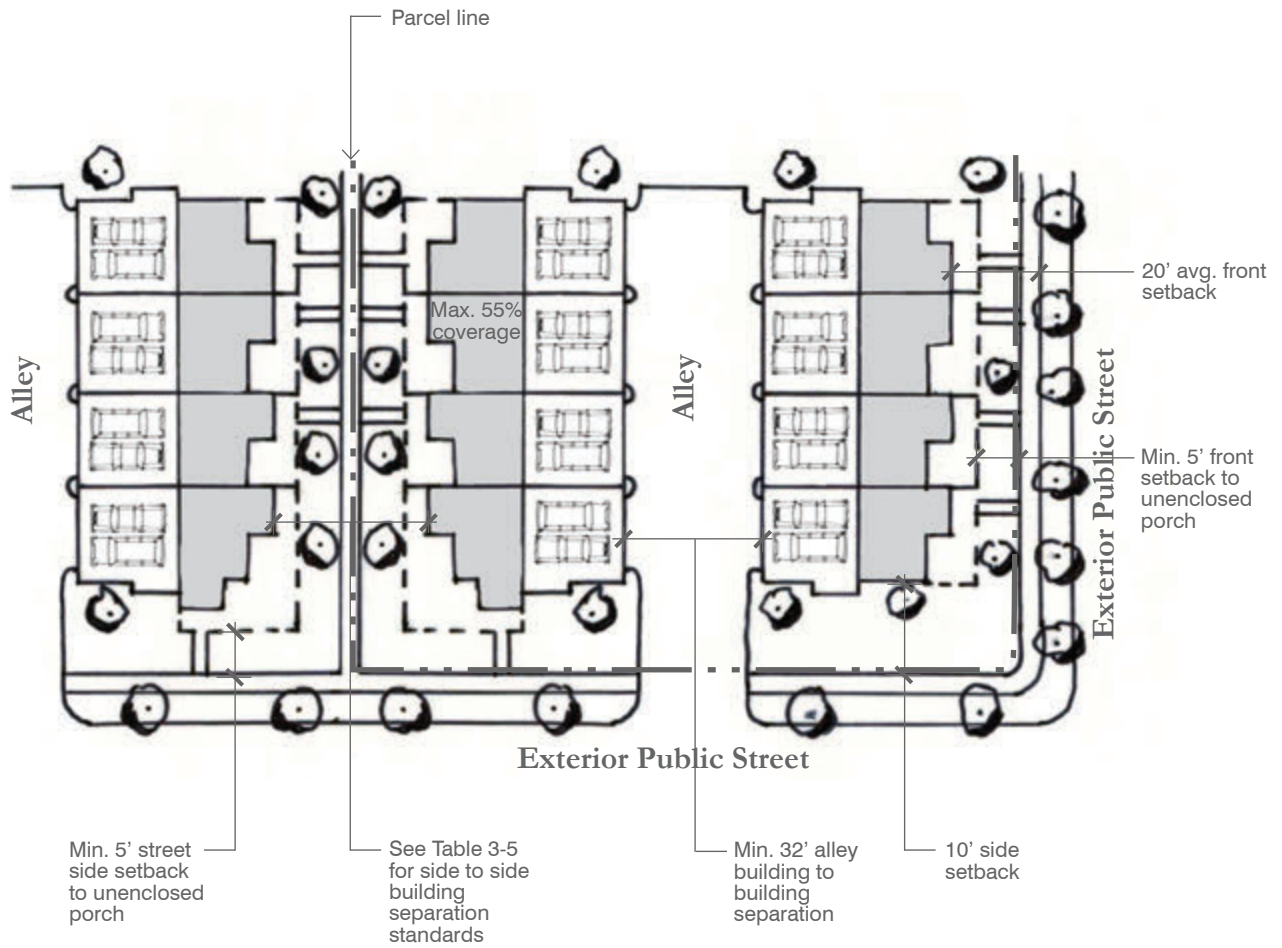 Parcel line
20’ avg. front
setback
Max. 55%
coverage
Alley
Alley
Exterior Public Street
Min. 5’ front
setback to
unenclosed
porch
Exterior Public Street
Min. 5’ street
side setback
to unenclosed
porch
See Table 3-5
for side to side
building
separation
standards
Min. 32’ alley
building to
building
separation
10’ side
setback